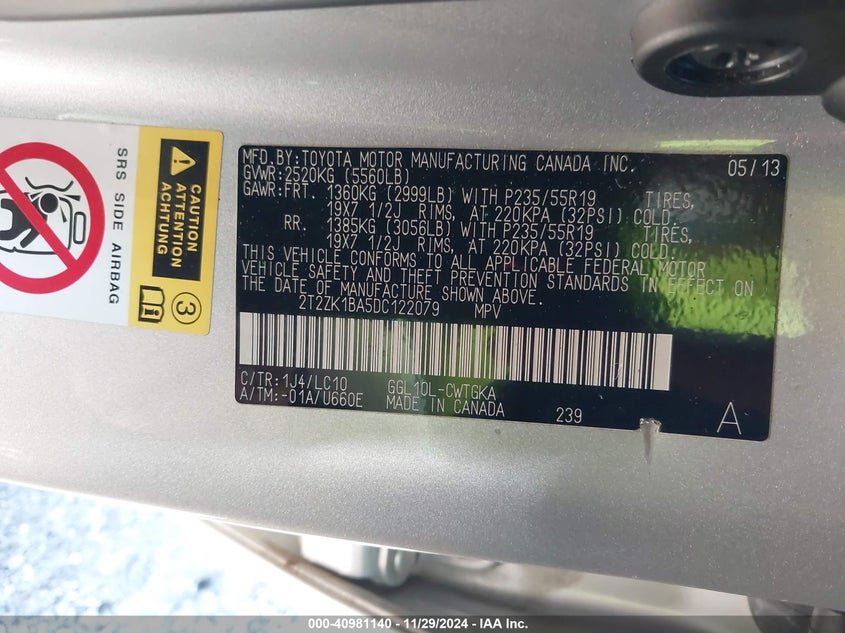 SRS SIDE AIRBAG
CAUTION
ATTENTION
ACHTUNG
3
MFD.BY:TOYOTA MOTOR MANUFACTURING CANADA INC. 05/13
GVWR:2520KG (5560LB)
GAWR:FRT. 1360KG (2999LB) WITH P235/55R19 TIRES,
19X7 1/2J RIMS, AT 220KPA (32PSI) COLD.
RR. 1385KG (3056LB) WITH P235/55R19 TIRES,
19X7 1/2J RIMS, AT 220KPA (32PSI) COLD.
THIS VEHICLE CONFORMS TO ALL APPLICABLE FEDERAL MOTOR
VEHICLE SAFETY AND THEFT PREVENTION STANDARDS IN EFFECT ON
THE DATE OF MANUFACTURE SHOWN ABOVE.
2T2ZK1BA5DC122079 MPV
C/TR:1J4/LC10 GGL10L-CWTGKA
A/TM:-01A/U660E MADE IN CANADA 239 A
000-40981140 - 11/29/2024 - IAA Inc.